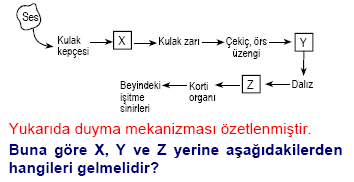 Ses
Kulak kepçesi
X
Kulak zarı
Çekiç, örs üzengi
Y
Dalız
Z
Korti organı
Beyindeki işitme sinirleri
Yukarıda duyma mekanizması özetlenmiştir.
Buna göre X, Y ve Z yerine aşağıdakilerden
hangileri gelmelidir?